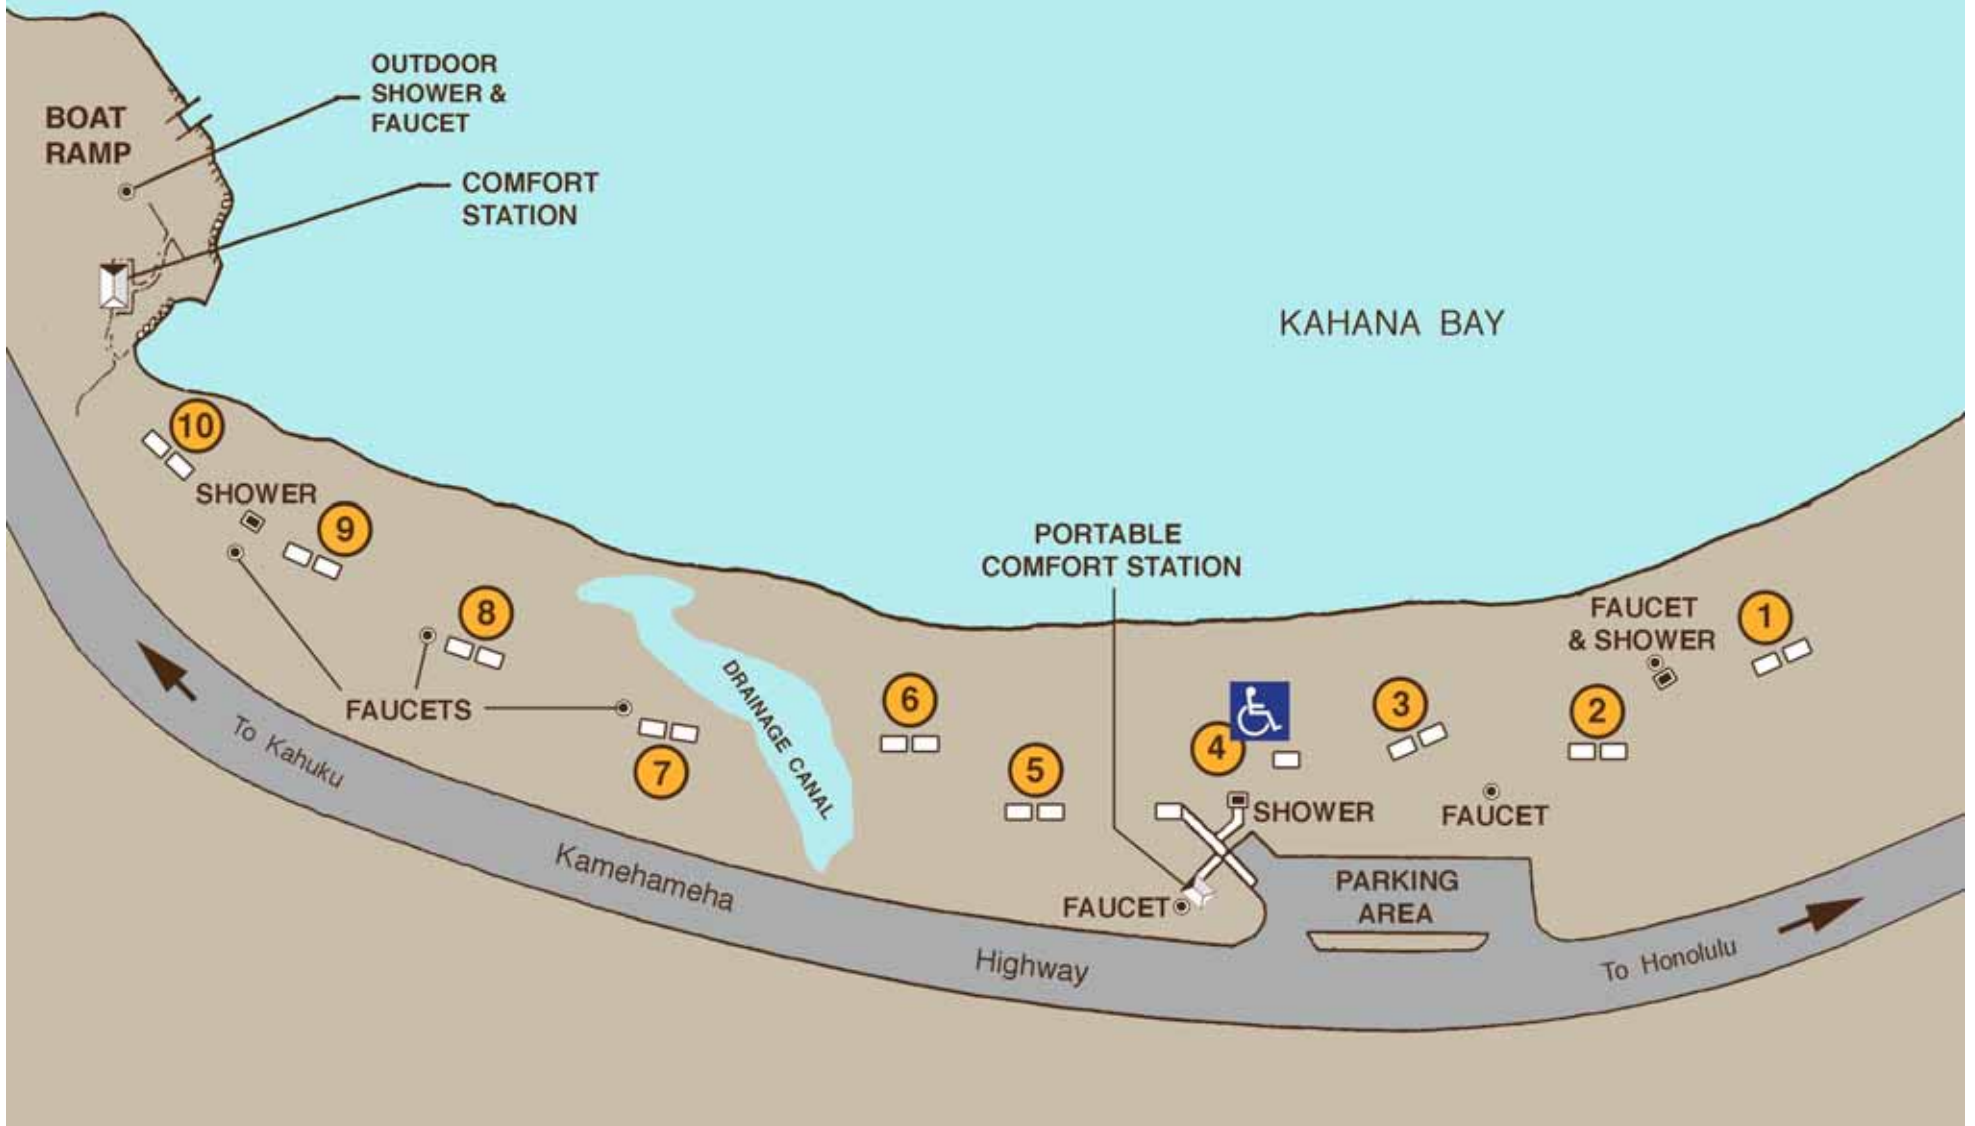 OUTDOOR
SHOWER &
FAUCET
BOAT
RAMP
COMFORT
STATION
KAHANA BAY
10
SHOWER
9
PORTABLE
COMFORT STATION
8
FAUCET
& SHOWER
1
FAUCETS
DRAINAGE CANAL
6
3
2
4
7
5
To Kahuku
SHOWER
FAUCET
Kamehameha
PARKING
AREA
FAUCET
Highway
To Honolulu